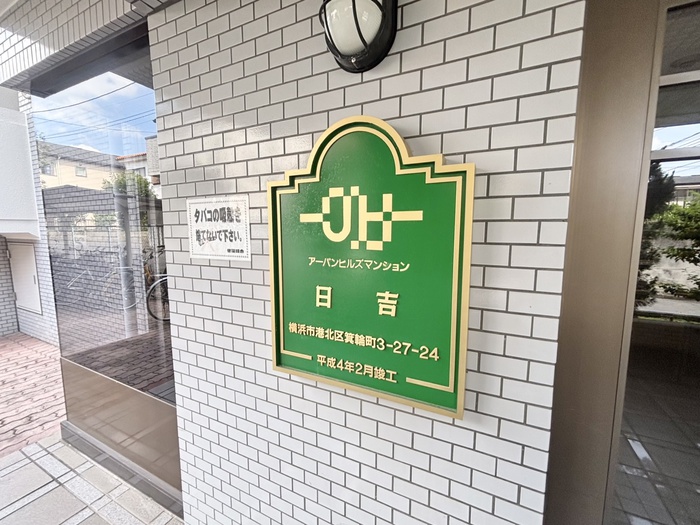 タバコの吸殻を
捨てないで下さい。
UH
アーバンヒルズマンション
日吉
横浜市港北区箕輪町3-27-24
平成4年2月竣工